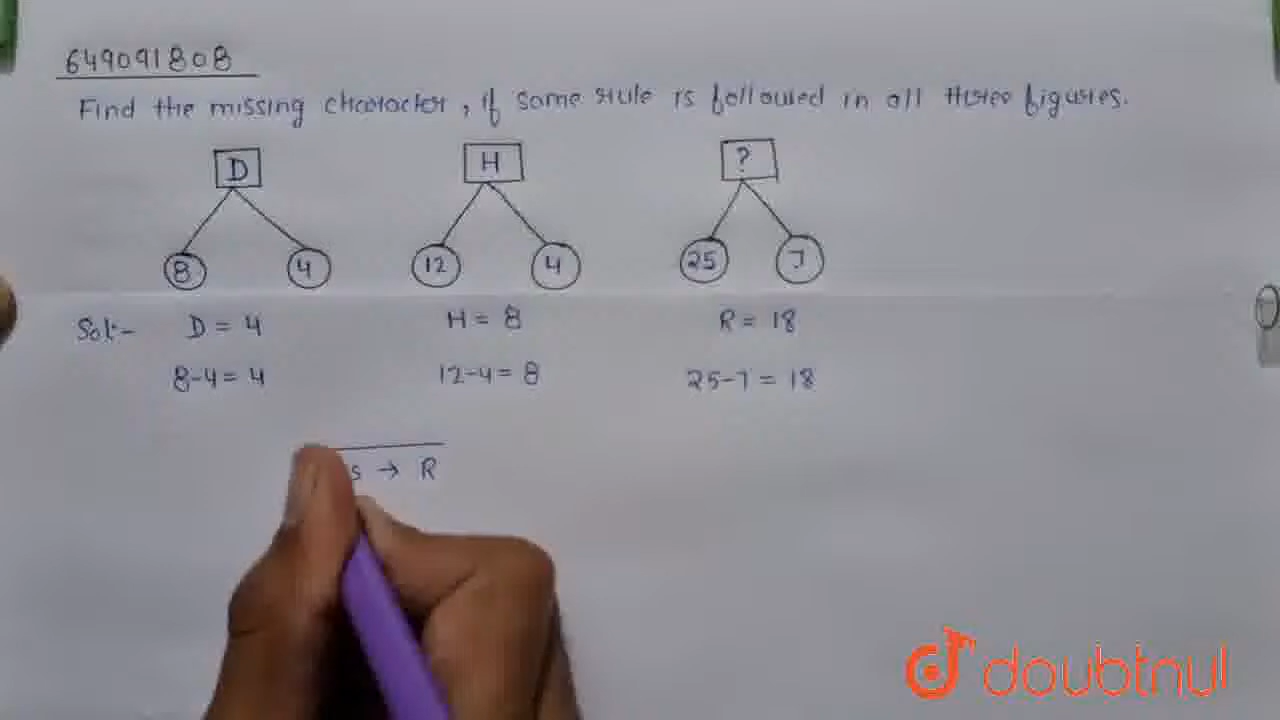 649091808
Find the missing character, if same rule is followed in all three figures.
D H ?
8 4 12 4 25 7
Sol:- D = 4 H = 8 R = 18
8-4 = 4 12-4 = 8 25-7 = 18
→ R
doubtnut